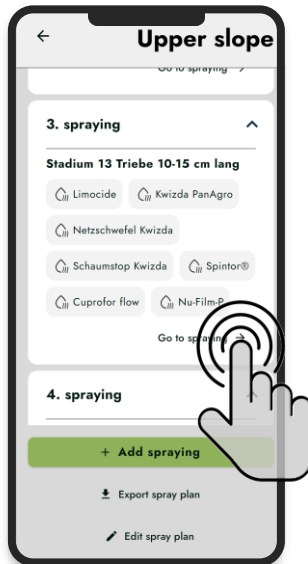 Upper slope
Go to spraying
3. spraying
Stadium 13 Triebe 10-15 cm lang
Limocide Kwizda PanAgro
Netzschwefel Kwizda
Schaumstop Kwizda Spintor®
Cuprofor flow Nu-Film-P
Go to spraying
4. spraying
+ Add spraying
Export spray plan
Edit spray plan